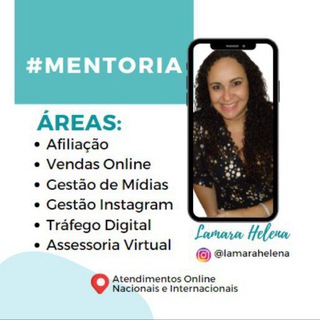 #MENTORIA
ÁREAS:
• Afiliação
• Vendas Online
• Gestão de Mídias
• Gestão Instagram
• Tráfego Digital
• Assessoria Virtual
Lamara Helena
@lamarahelena
Atendimentos Online
Nacionais e Internacionais